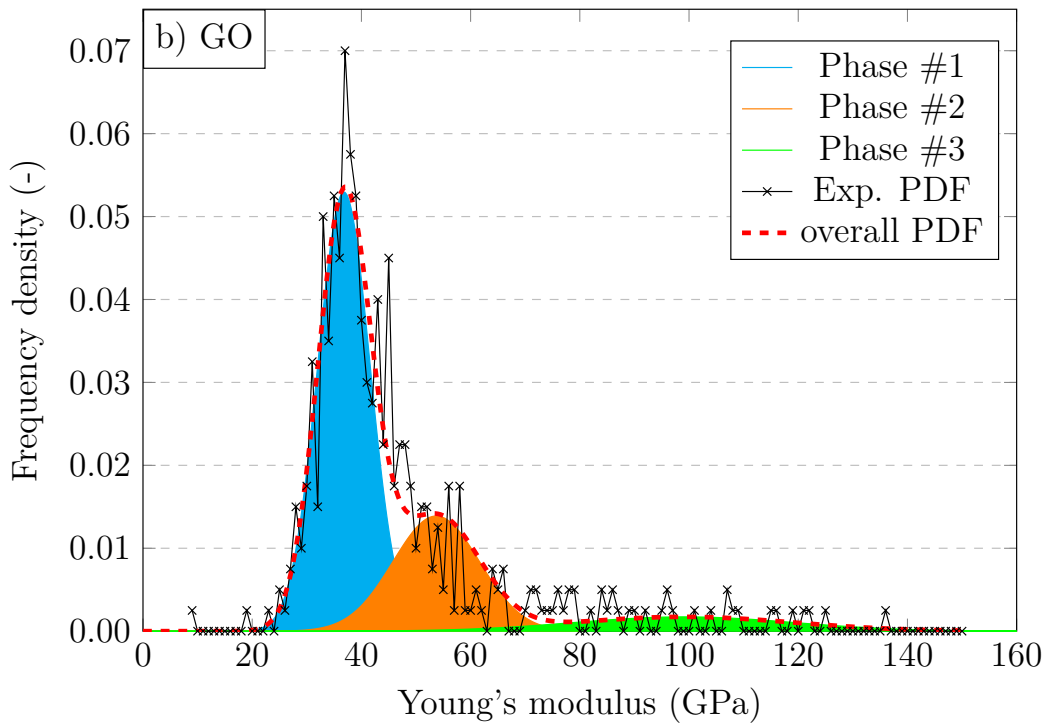 b) GO
Phase #1
Phase #2
Phase #3
Exp. PDF
overall PDF
Frequency density (-)
0.07
0.06
0.05
0.04
0.03
0.02
0.01
0.00
0 20 40 60 80 100 120 140 160
Young's modulus (GPa)